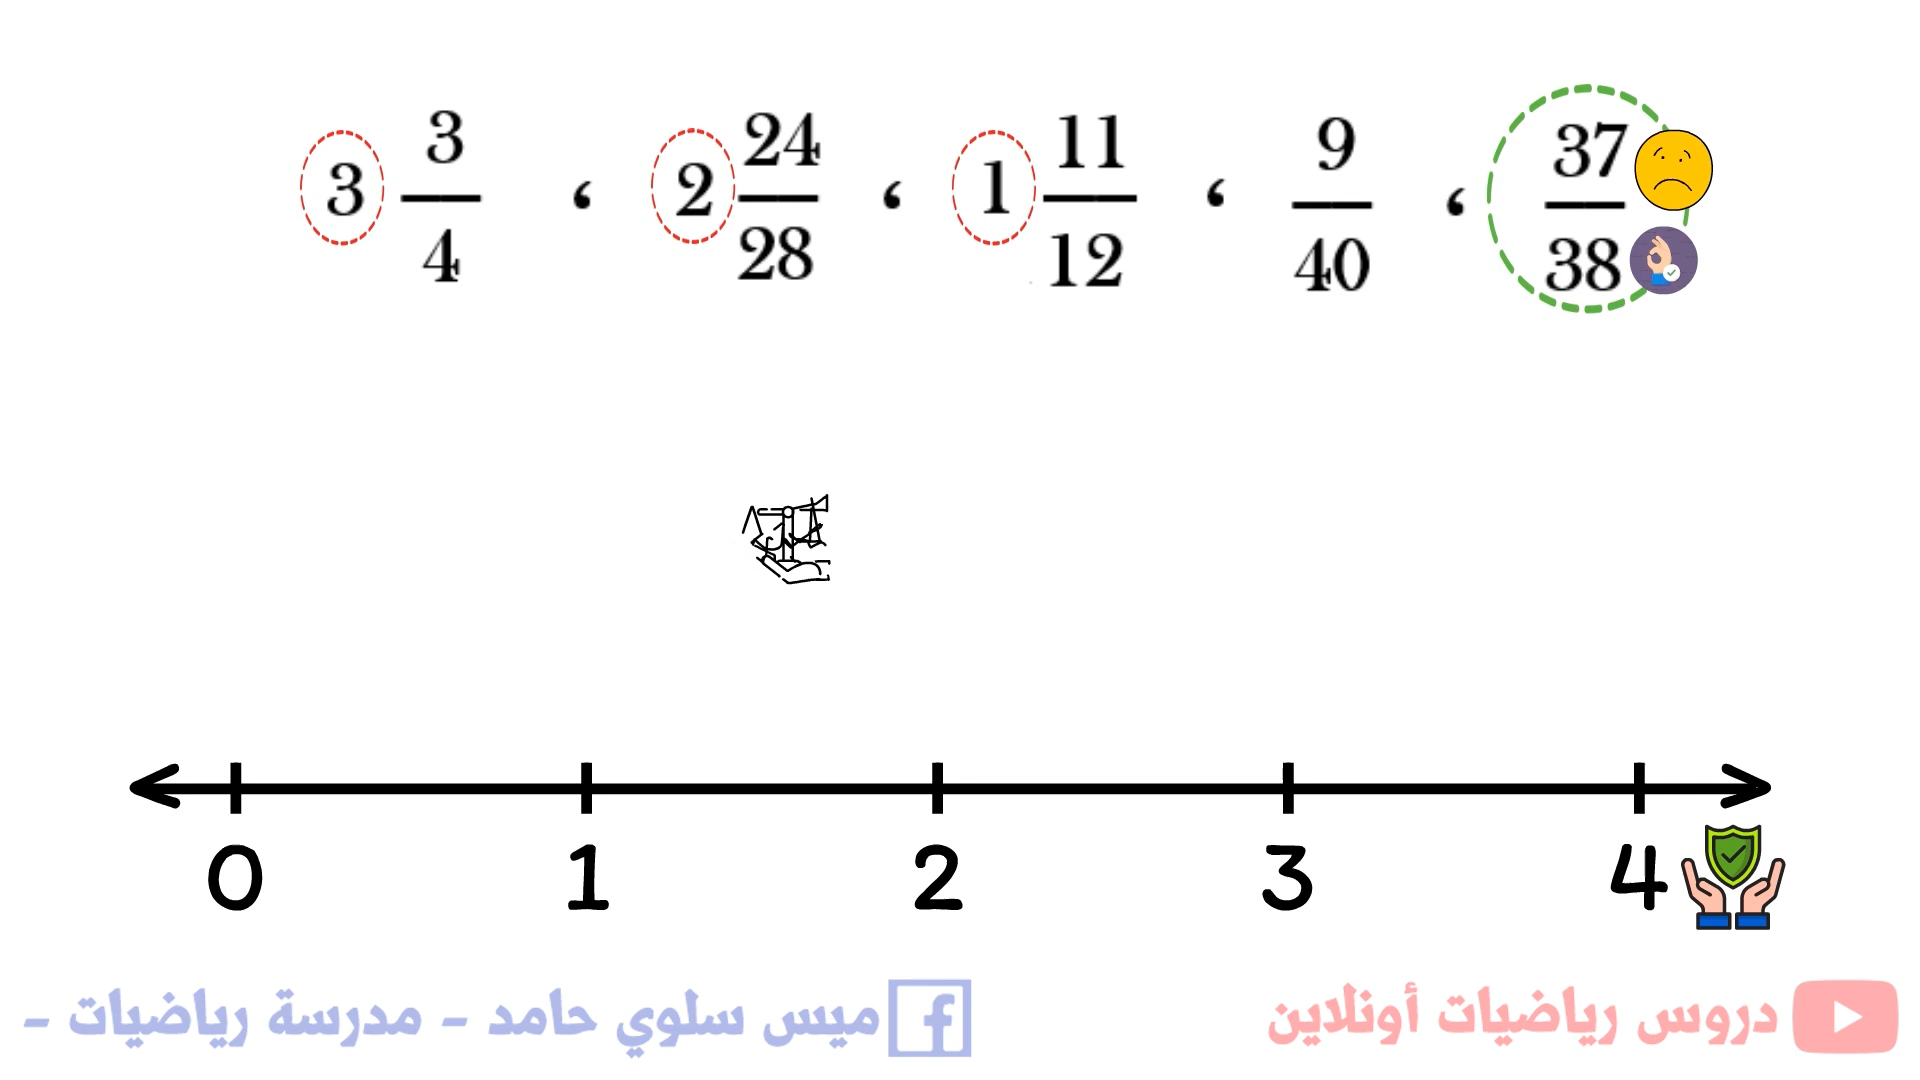 3 3/4 ، 2 24/28 ، 1 11/12 ، 9/40 ، 37/38
0 1 2 3 4
دروس رياضيات أونلاين
ميس سلوي حامد - مدرسة رياضيات -